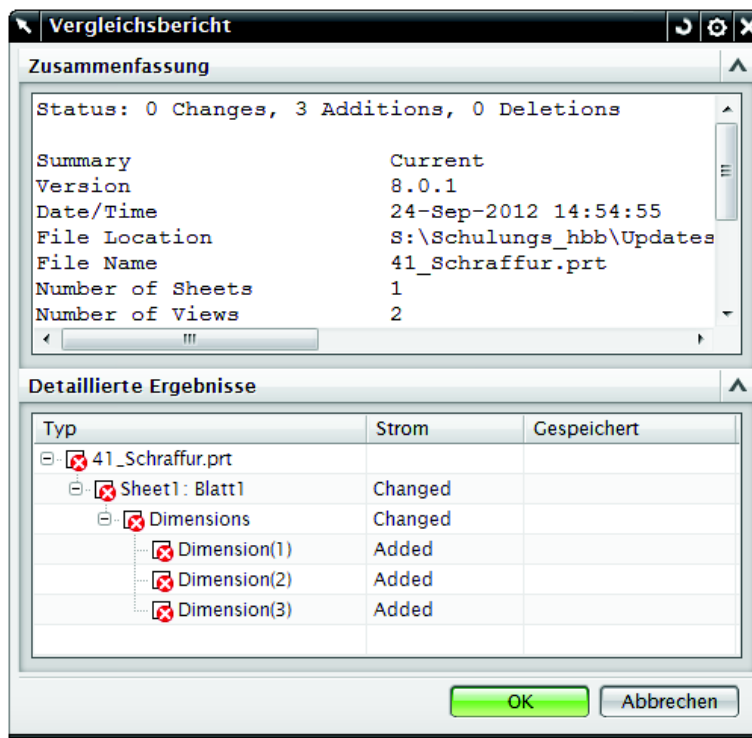 Vergleichsbericht
Zusammenfassung
Status: 0 Changes, 3 Additions, 0 Deletions
Summary Current
Version 8.0.1
Date/Time 24-Sep-2012 14:54:55
File Location S:\Schulungs_hbb\Updates
File Name 41_Schraffur.prt
Number of Sheets 1
Number of Views 2
Detaillierte Ergebnisse
Typ Strom Gespeichert
41_Schraffur.prt
Sheet1: Blatt1 Changed
Dimensions Changed
Dimension(1) Added
Dimension(2) Added
Dimension(3) Added
OK Abbrechen